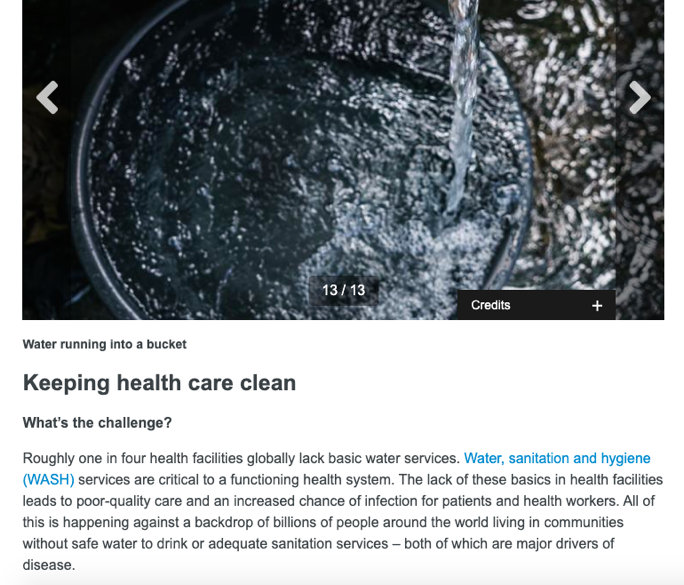 13 / 13
Credits +
Water running into a bucket
Keeping health care clean
What's the challenge?
Roughly one in four health facilities globally lack basic water services. Water, sanitation and hygiene
(WASH) services are critical to a functioning health system. The lack of these basics in health facilities
leads to poor-quality care and an increased chance of infection for patients and health workers. All of
this is happening against a backdrop of billions of people around the world living in communities
without safe water to drink or adequate sanitation services – both of which are major drivers of
disease.